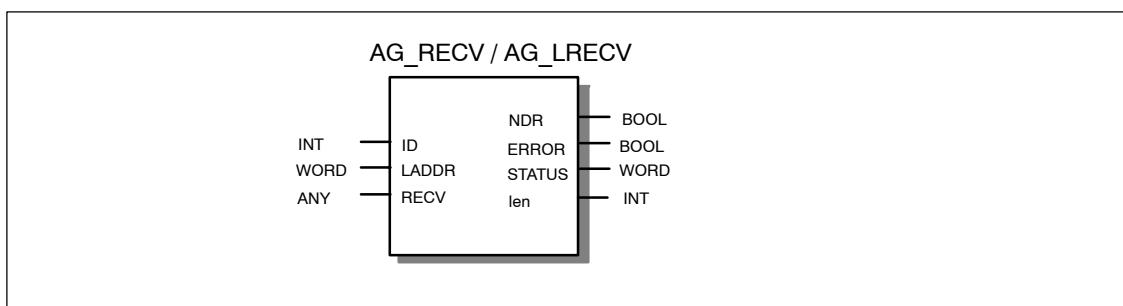 AG_RECV / AG_LRECV
NDR BOOL
INT ID ERROR BOOL
WORD LADDR STATUS WORD
ANY RECV len INT